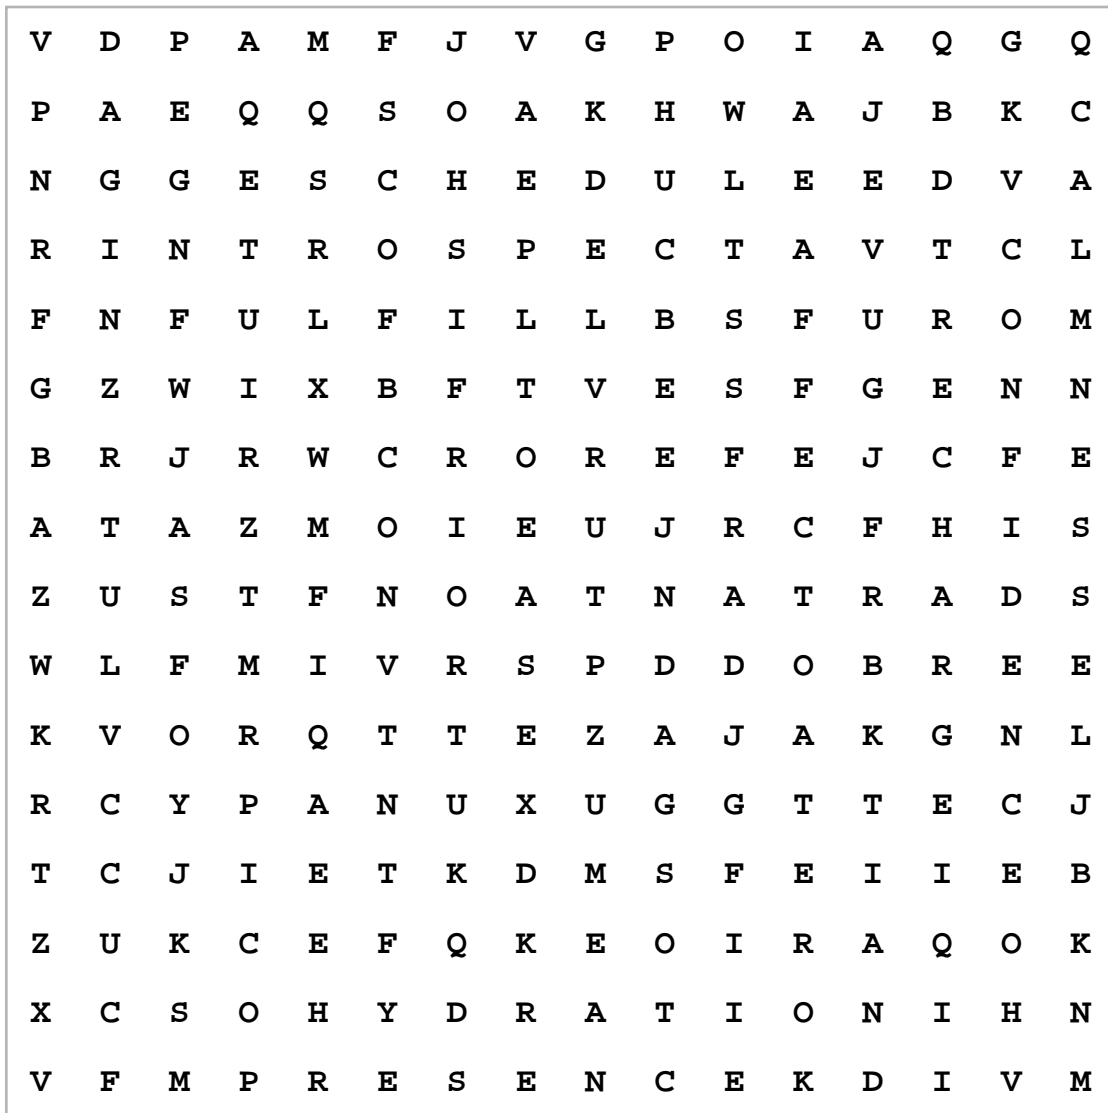 V D P A M F J V G P O I A Q G Q
P A E Q Q S O A K H W A J B K C
N G G E S C H E D U L E E D V A
R I N T R O S P E C T A V T C L
F N F U L F I L L B S F U R O M
G Z W I X B F T V E S F G E N N
B R J R W C R O R E F E J C F E
A T A Z M O I E U J R C F H I S
Z U S T F N O A T N A T R A D S
W L F M I V R S P D D O B R E E
K V O R Q T T E Z A J A K G N L
R C Y P A N U X U G G T T E C J
T C J I E T K D M S F E I I E B
Z U K C E F Q K E O I R A Q O K
X C S O H Y D R A T I O N I H N
V F M P R E S E N C E K D I V M